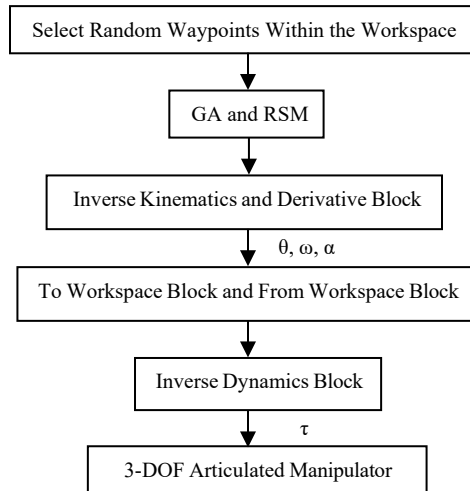 Select Random Waypoints Within the Workspace
GA and RSM
Inverse Kinematics and Derivative Block
θ, ω, α
To Workspace Block and From Workspace Block
Inverse Dynamics Block
τ
3-DOF Articulated Manipulator